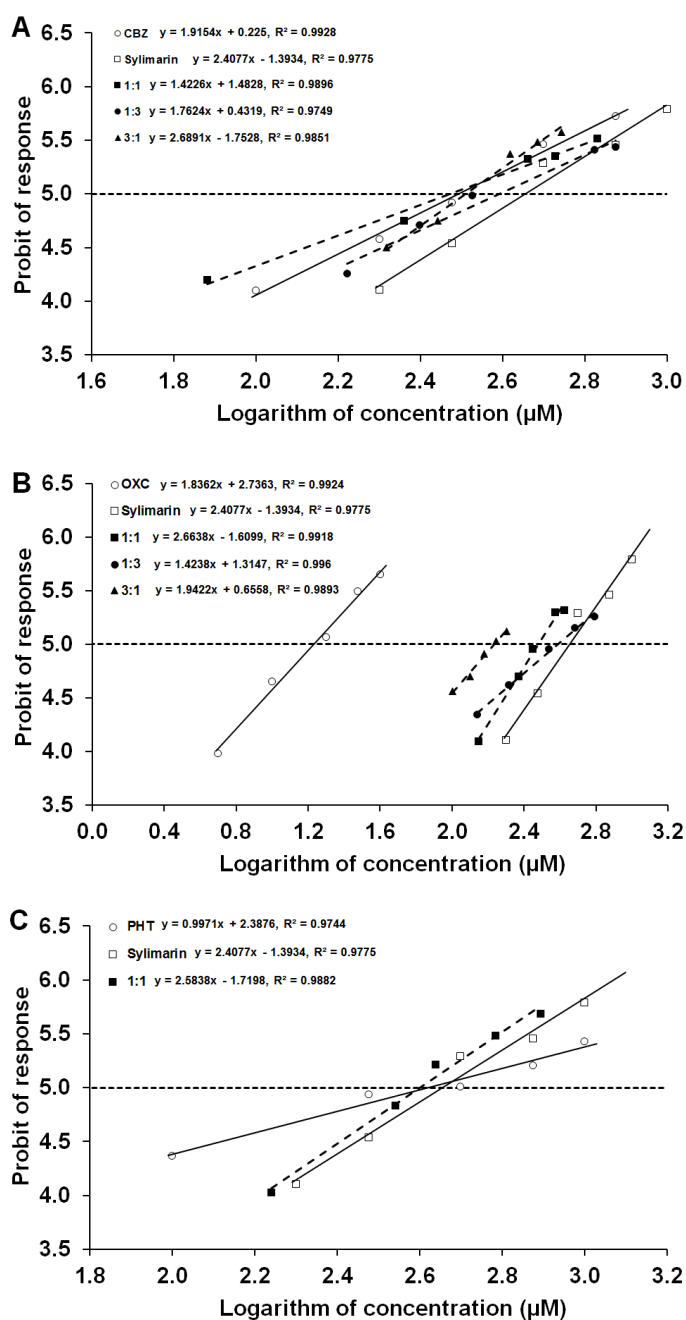 A
CBZ y = 1.9154x + 0.225, R² = 0.9928
Sylimarin y = 2.4077x - 1.3934, R² = 0.9775
1:1 y = 1.4226x + 1.4828, R² = 0.9896
1:3 y = 1.7624x + 0.4319, R² = 0.9749
3:1 y = 2.6891x - 1.7528, R² = 0.9851
Probit of response
6.5
6.0
5.5
5.0
4.5
4.0
3.5
1.6 1.8 2.0 2.2 2.4 2.6 2.8 3.0
Logarithm of concentration (µM)
B
OXC y = 1.8362x + 2.7363, R² = 0.9924
Sylimarin y = 2.4077x - 1.3934, R² = 0.9775
1:1 y = 2.6638x - 1.6099, R² = 0.9918
1:3 y = 1.4238x + 1.3147, R² = 0.996
3:1 y = 1.9422x + 0.6558, R² = 0.9893
Probit of response
6.5
6.0
5.5
5.0
4.5
4.0
3.5
0.0 0.4 0.8 1.2 1.6 2.0 2.4 2.8 3.2
Logarithm of concentration (µM)
C
PHT y = 0.9971x + 2.3876, R² = 0.9744
Sylimarin y = 2.4077x - 1.3934, R² = 0.9775
1:1 y = 2.5838x - 1.7198, R² = 0.9882
Probit of response
6.5
6.0
5.5
5.0
4.5
4.0
3.5
1.8 2.0 2.2 2.4 2.6 2.8 3.0 3.2
Logarithm of concentration (µM)